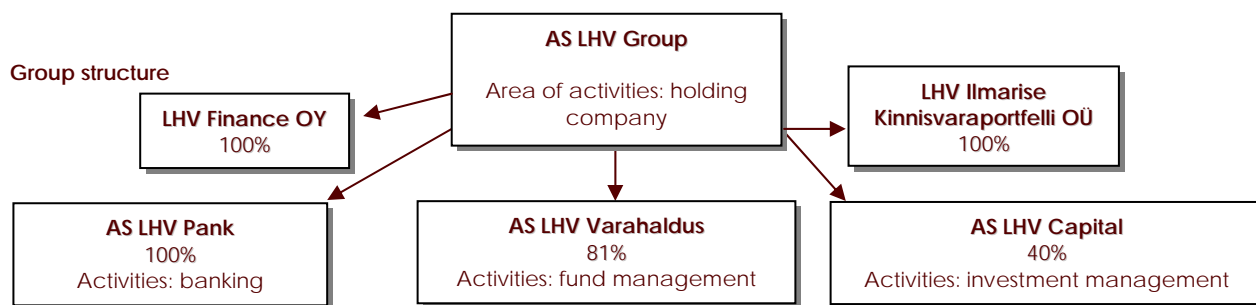 AS LHV Group
Group structure
Area of activities: holding
company
LHV Finance OY
100%
LHV Ilmarise
Kinnisvaraportfelli OÜ
100%
AS LHV Pank
100%
Activities: banking
AS LHV Varahaldus
81%
Activities: fund management
AS LHV Capital
40%
Activities: investment management